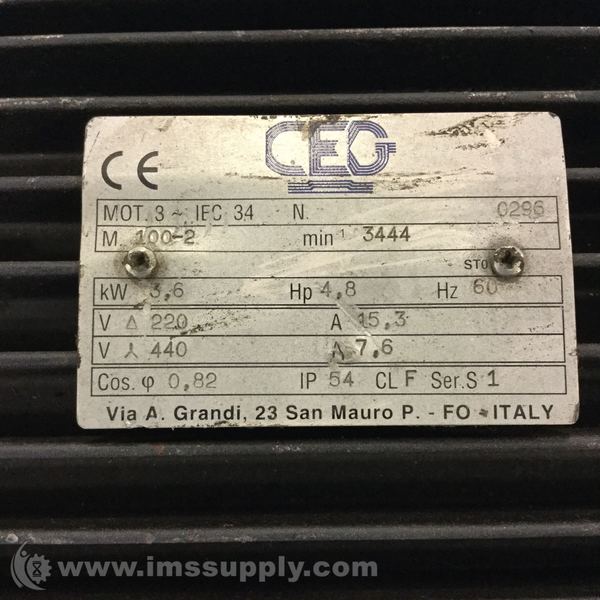 CE CEG
MOT. 3 ~ IEC 34 N. 0296
M 100-2 min⁻¹ 3444
STO
kW 3,6 Hp 4,8 Hz 60
V Δ 220 A 15,3
V ⅄ 440 A 7,6
Cos. φ 0,82 IP 54 CL F Ser. S 1
Via A. Grandi, 23 San Mauro P. - FO - ITALY
www.imssupply.com